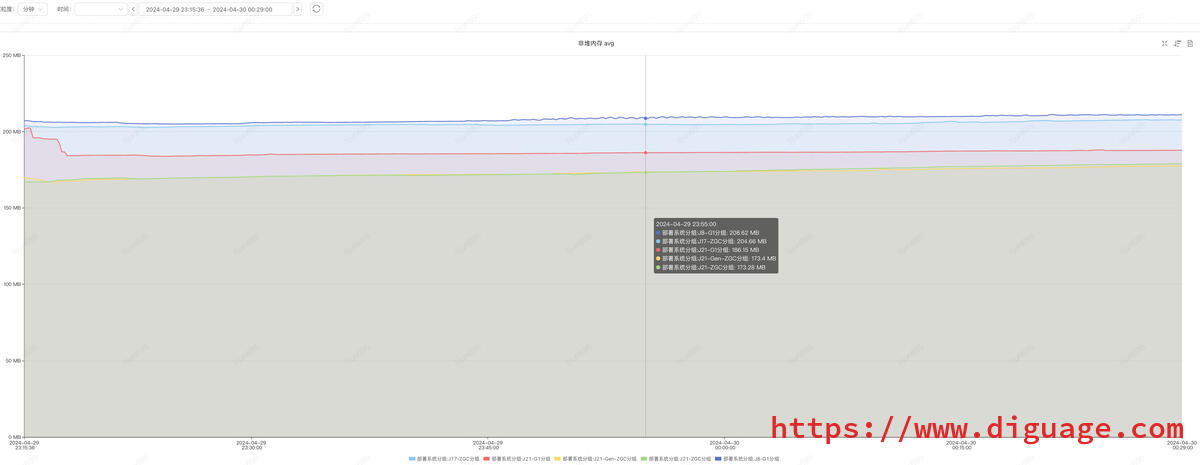 粒度: 分钟 时间: 2024-04-29 23:15:36 - 2024-04-30 00:29:00
非堆内存 avg
250 MB
200 MB
150 MB
100 MB
50 MB
0 MB
2024-04-29 23:55:00
部署系统分组:J8-G1分组: 208.62 MB
部署系统分组:J17-ZGC分组: 204.66 MB
部署系统分组:J21-G1分组: 186.15 MB
部署系统分组:J21-Gen-ZGC分组: 173.4 MB
部署系统分组:J21-ZGC分组: 173.28 MB
https://www.diguage.com
2024-04-29 2024-04-29 2024-04-29 2024-04-30 2024-04-30 2024-04-30
23:15:36 23:30:00 23:45:00 00:00:00 00:15:00 00:29:00
部署系统分组:J17-ZGC分组 部署系统分组:J21-G1分组 部署系统分组:J21-Gen-ZGC分组 部署系统分组:J21-ZGC分组 部署系统分组:J8-G1分组